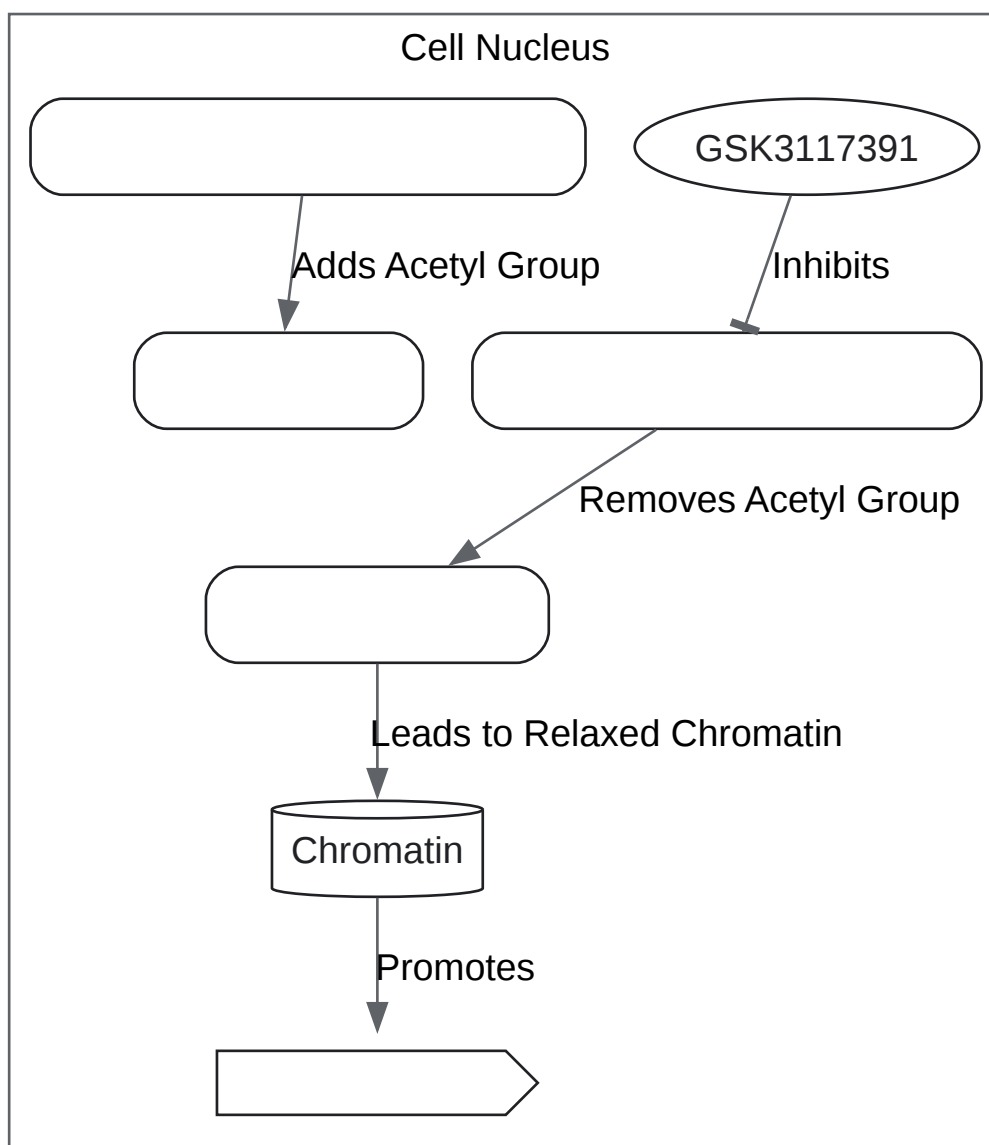 Cell Nucleus
GSK3117391
Adds Acetyl Group
Inhibits
Removes Acetyl Group
Leads to Relaxed Chromatin
Chromatin
Promotes